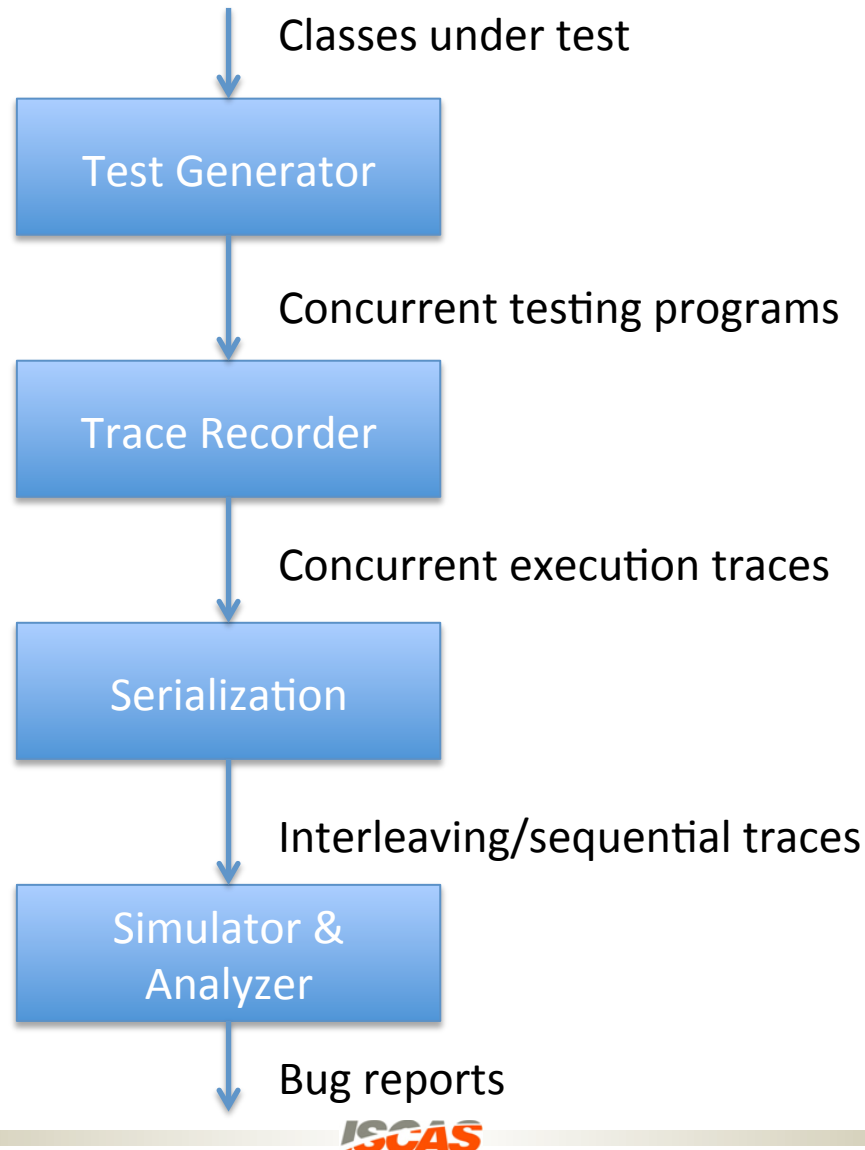 Classes under test
Test Generator
Concurrent testing programs
Trace Recorder
Concurrent execution traces
Serialization
Interleaving/sequential traces
Simulator &
Analyzer
Bug reports
ISCAS